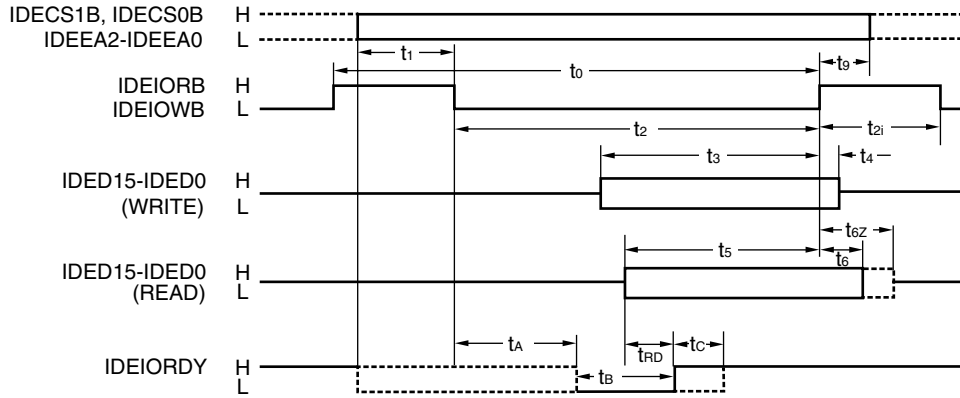 IDECS1B, IDECS0B H
IDEEA2-IDEEA0 L
t1
t0
t9
IDEIORB H
IDEIOWB L
t2
t2i
t3
t4
IDED15-IDED0 H
(WRITE) L
t6Z
t5
t6
IDED15-IDED0 H
(READ) L
tA
tRD
tC
IDEIORDY H
L
tB